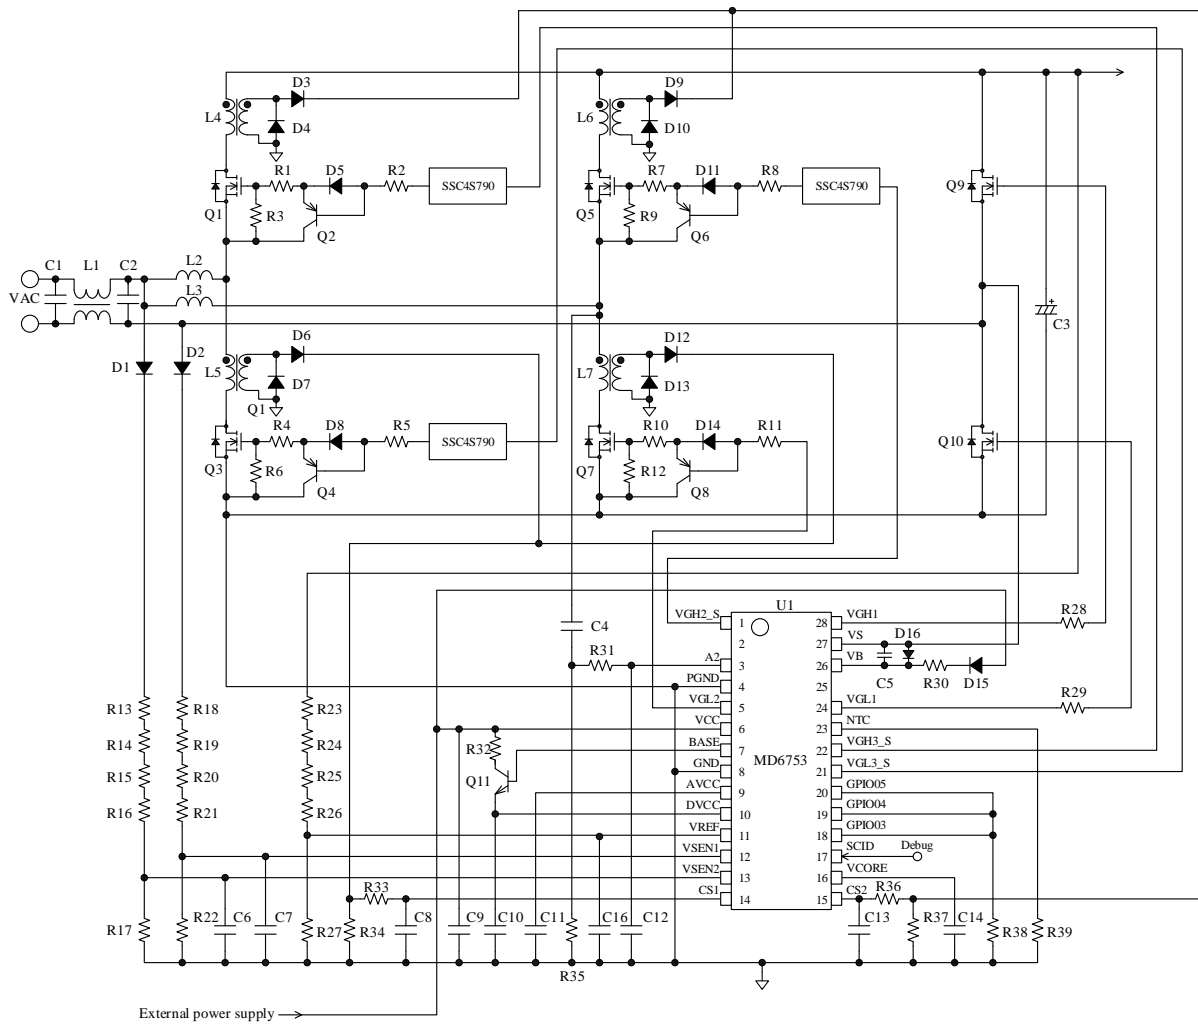 D3
D9
L4
D4
L6
D10
R1
D5
R2
SSC4S790
R7
D11
R8
SSC4S790
Q9
Q1
R3
Q2
Q5
R9
Q6
C1
L1
C2
L2
VAC
L3
+
C3
D1
D2
D6
D12
L5
D7
L7
D13
Q1
R4
D8
R5
SSC4S790
R10
D14
R11
Q10
Q3
R6
Q4
Q7
R12
Q8
U1
VGH2_S
1
28
VGH1
R28
C4
2
27
VS
D16
R31
A2
3
26
VB
C5
R30
D15
PGND
4
25
R29
VGL2
5
24
VGL1
R13
R18
R23
VCC
6
23
NTC
R14
R19
R24
R32
BASE
7
MD6753
22
VGH3_S
R15
R20
R25
Q11
GND
8
21
VGL3_S
R16
R21
R26
AVCC
9
20
GPIO05
DVCC
10
19
GPIO04
VREF
11
18
GPIO03
VSEN1
12
17
SCID
Debug
VSEN2
13
16
VCORE
R33
CS1
14
15
CS2
R36
R17
R22
C6
C7
R27
R34
C8
C9
C10
C11
C16
C12
C13
R37
C14
R38
R39
R35
External power supply